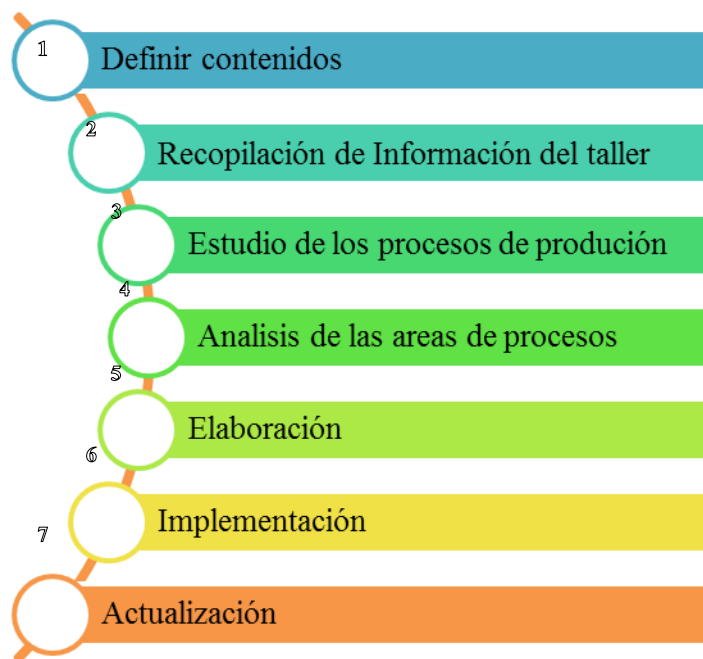 1
Definir contenidos
2
Recopilación de Información del taller
3
Estudio de los procesos de produción
4
Analisis de las areas de procesos
5
Elaboración
6
Implementación
7
Actualización